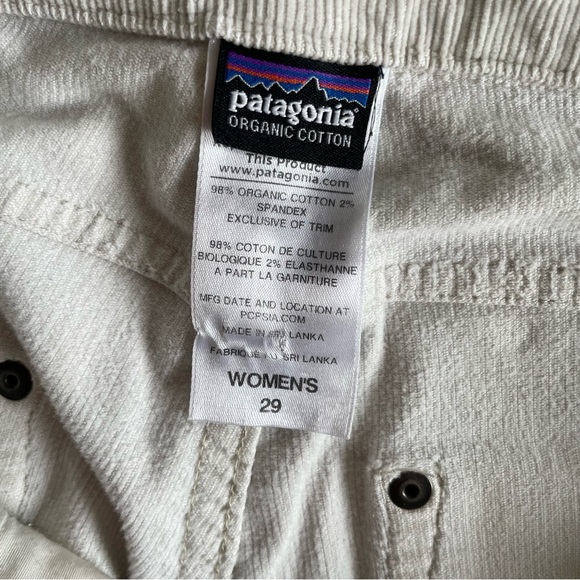 patagonia®
ORGANIC COTTON
This Product
www.patagonia.com
98% ORGANIC COTTON 2%
SPANDEX
EXCLUSIVE OF TRIM
98% COTON DE CULTURE
BIOLOGIQUE 2% ELASTHANNE
A PART LA GARNITURE
MFG DATE AND LOCATION AT
PCPSIA.COM
MADE IN SRI LANKA
FABRIQUÉ AU SRI LANKA
WOMEN'S
29